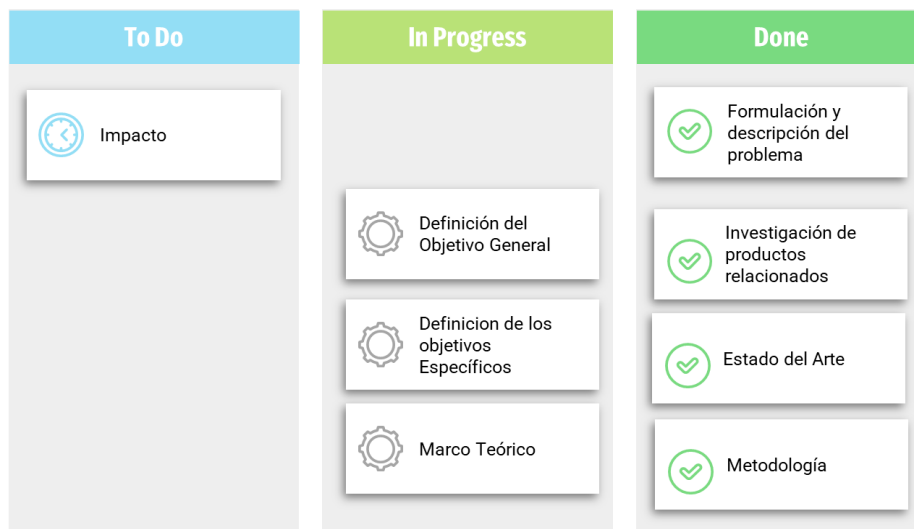 To Do
Impacto
In Progress
Definición del
Objetivo General
Definicion de los
objetivos
Específicos
Marco Teórico
Done
Formulación y
descripción del
problema
Investigación de
productos
relacionados
Estado del Arte
Metodología